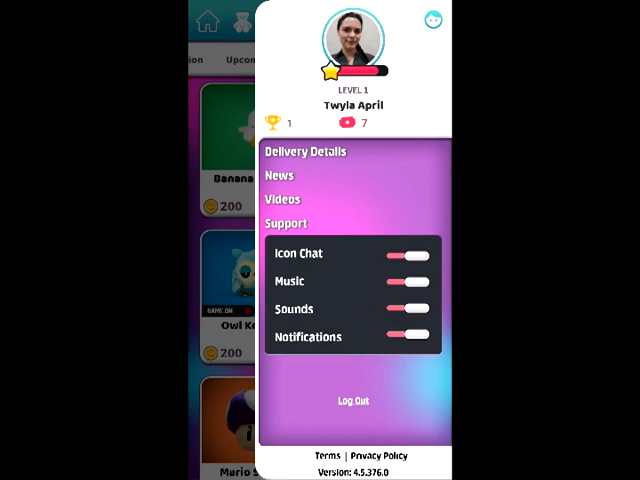 ion Upcon
LEVEL 1
Twyla April
1 7
Delivery Details
News
Videos
Support
Icon Chat
Music
Sounds
Notifications
Log Out
Terms | Privacy Policy
Version: 4.5.376.0
Banana
200
GAME ON
Owl Ke
200
Mario S